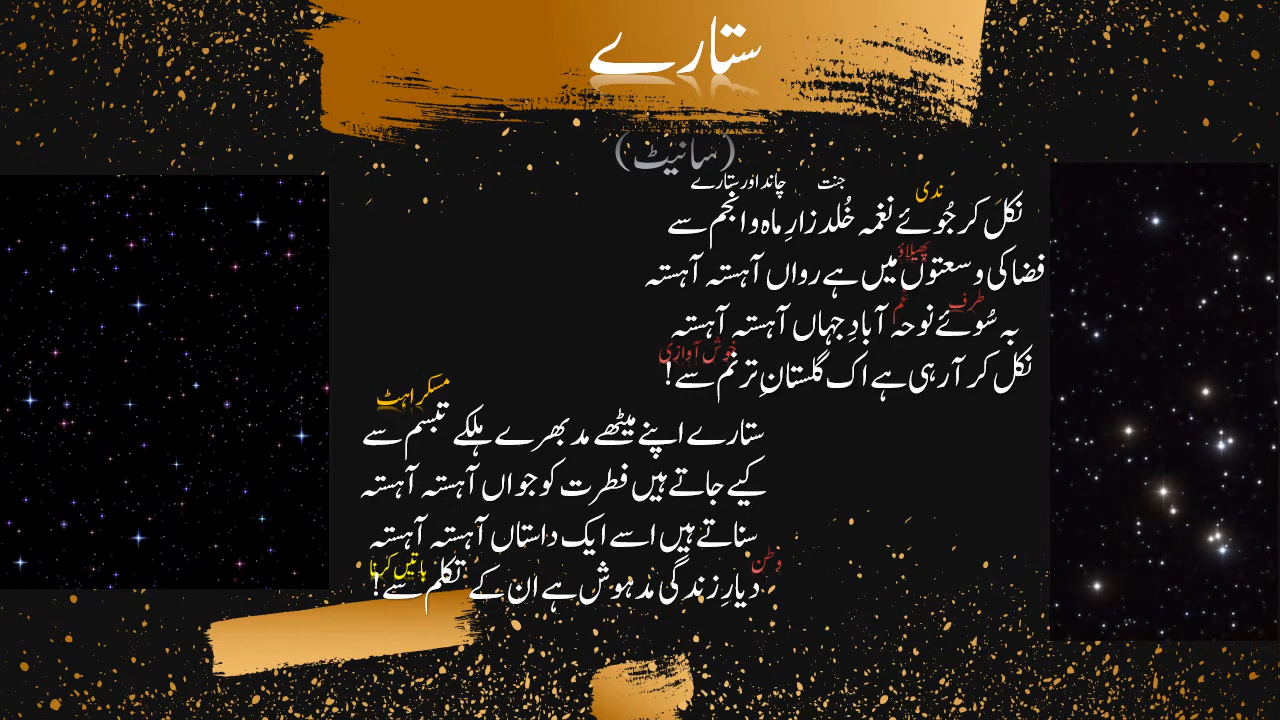 ستارے
(سانیٹ)
ندی
جنت
چاند اور ستارے
نکل کر جُوئے نغمہ خُلد زارِ ماہ و انجم سے
پھیلاؤ
فضا کی وسعتوں میں ہے رواں آہستہ آہستہ
طرف
غم
بہ سُوئے نوحہ آبادِ جہاں آہستہ آہستہ
خوش آوازی
نکل کر آ رہی ہے اک گلستانِ ترنم سے!
مسکراہٹ
ستارے اپنے میٹھے مد بھرے ہلکے تبسم سے
کیے جاتے ہیں فطرت کو جواں آہستہ آہستہ
سناتے ہیں اسے ایک داستاں آہستہ آہستہ
وطن
باتیں کرنا
دیارِ زندگی مدہوش ہے ان کے تکلم سے!